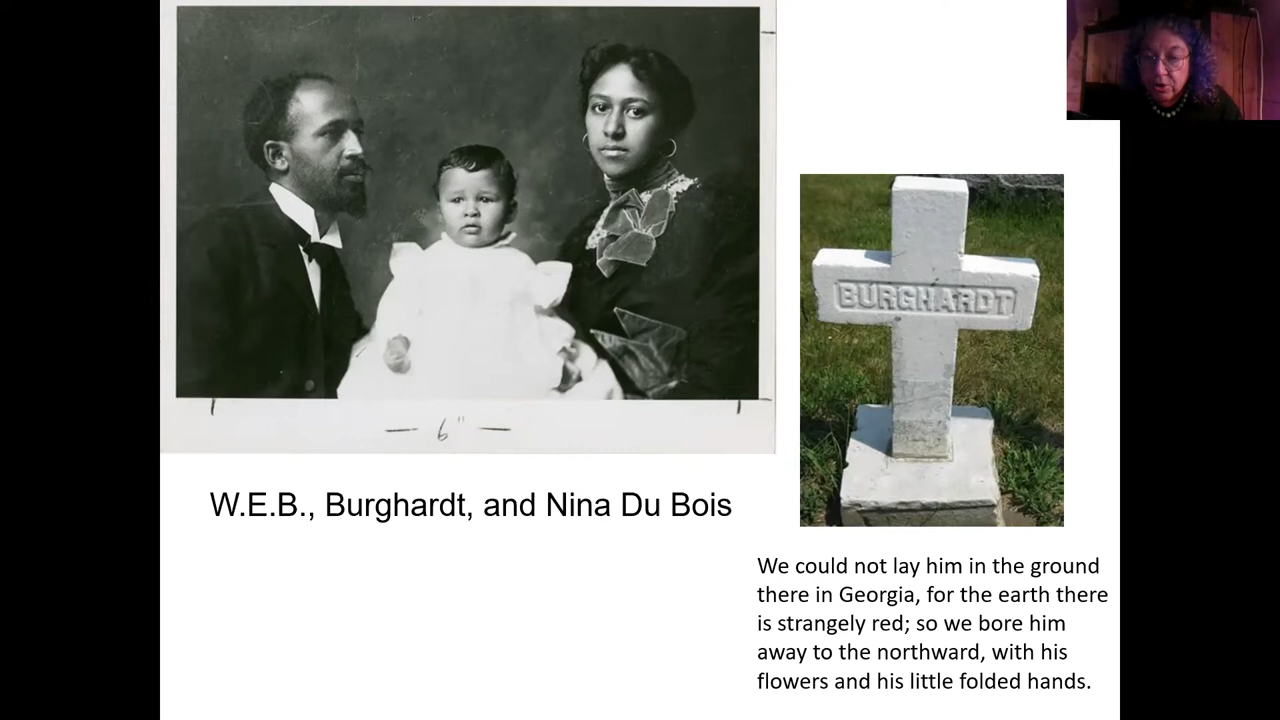 — 6" —
W.E.B., Burghardt, and Nina Du Bois
BURGHARDT
We could not lay him in the ground
there in Georgia, for the earth there
is strangely red; so we bore him
away to the northward, with his
flowers and his little folded hands.